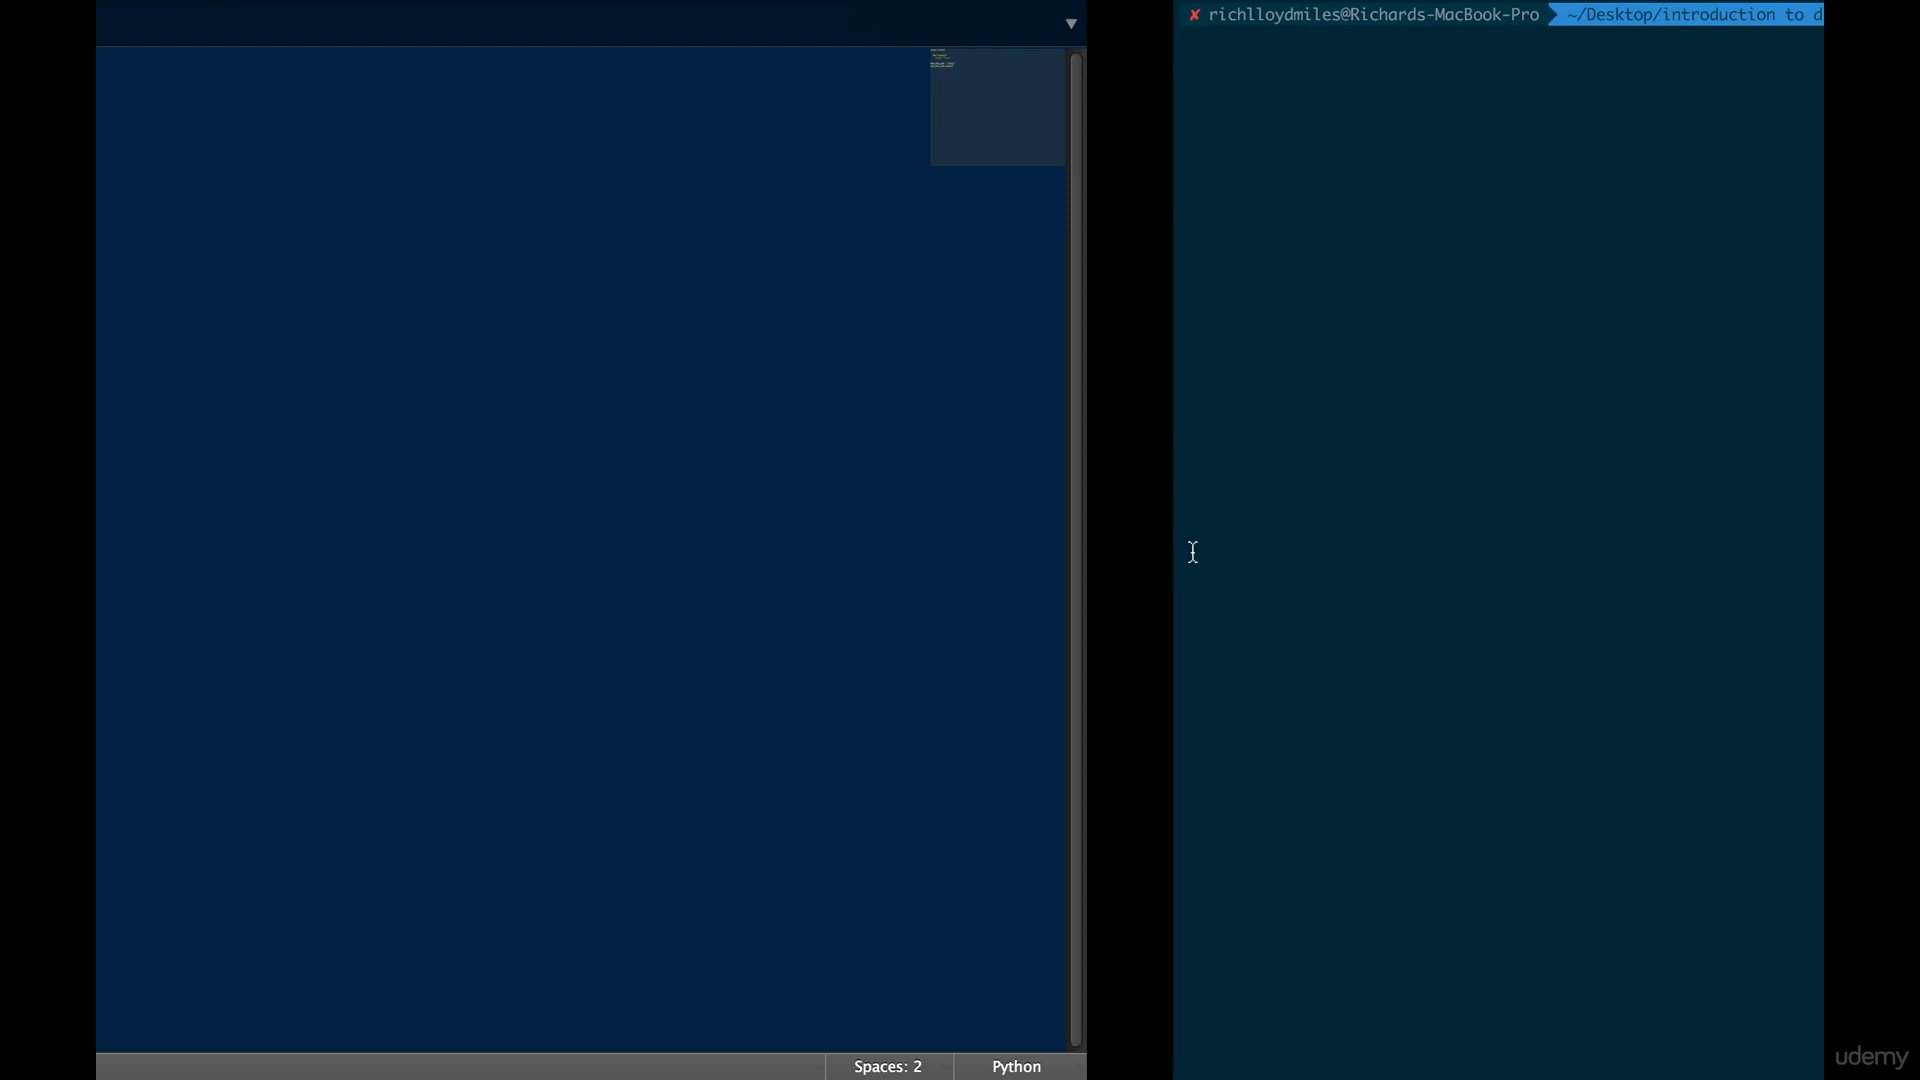 ✘ richlloydmiles@Richards-MacBook-Pro ~/Desktop/introduction to d
Spaces: 2 Python
udemy